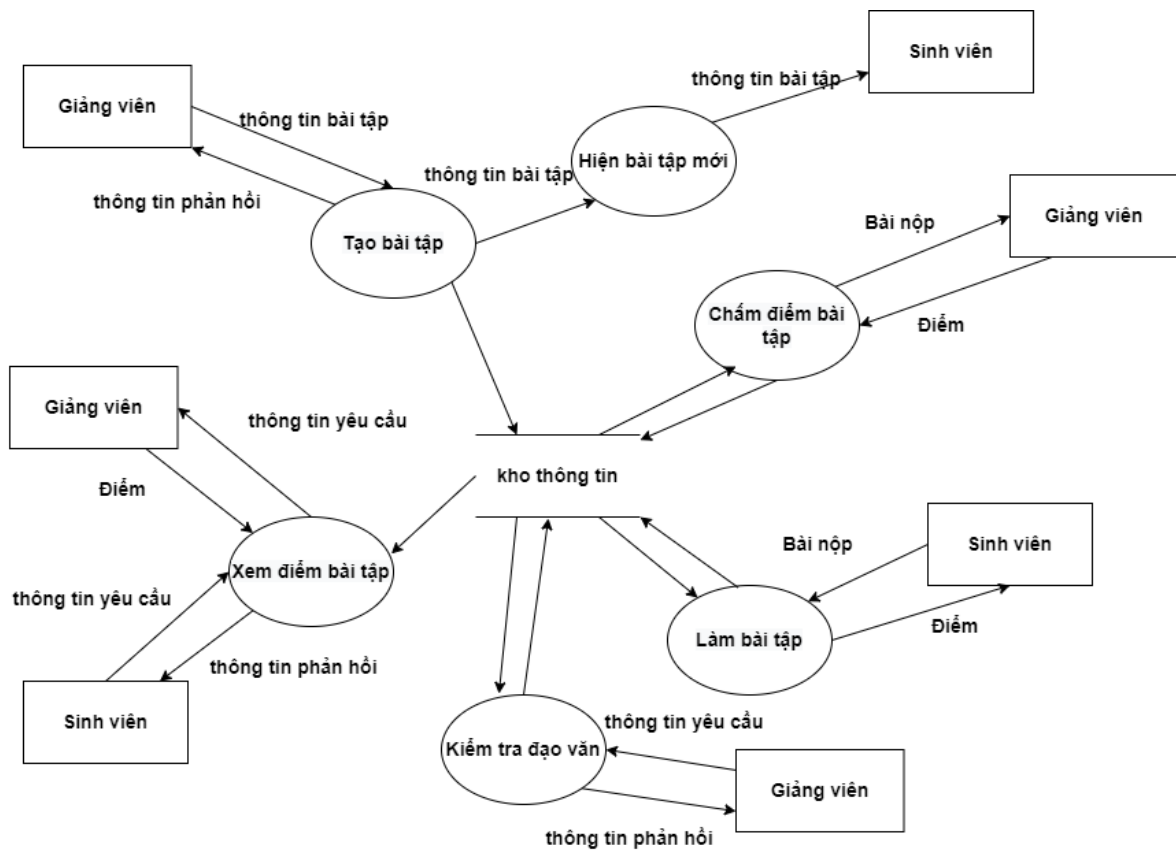 Sinh viên
thông tin bài tập
Giảng viên
thông tin bài tập
Hiện bài tập mới
thông tin bài tập
thông tin phản hồi
Tạo bài tập
Giảng viên
Bài nộp
Chấm điểm bài
tập
Điểm
Giảng viên
thông tin yêu cầu
kho thông tin
Điểm
Xem điểm bài tập
thông tin yêu cầu
thông tin phản hồi
Sinh viên
Sinh viên
Bài nộp
Làm bài tập
Điểm
Kiểm tra đạo văn
thông tin yêu cầu
Giảng viên
thông tin phản hồi